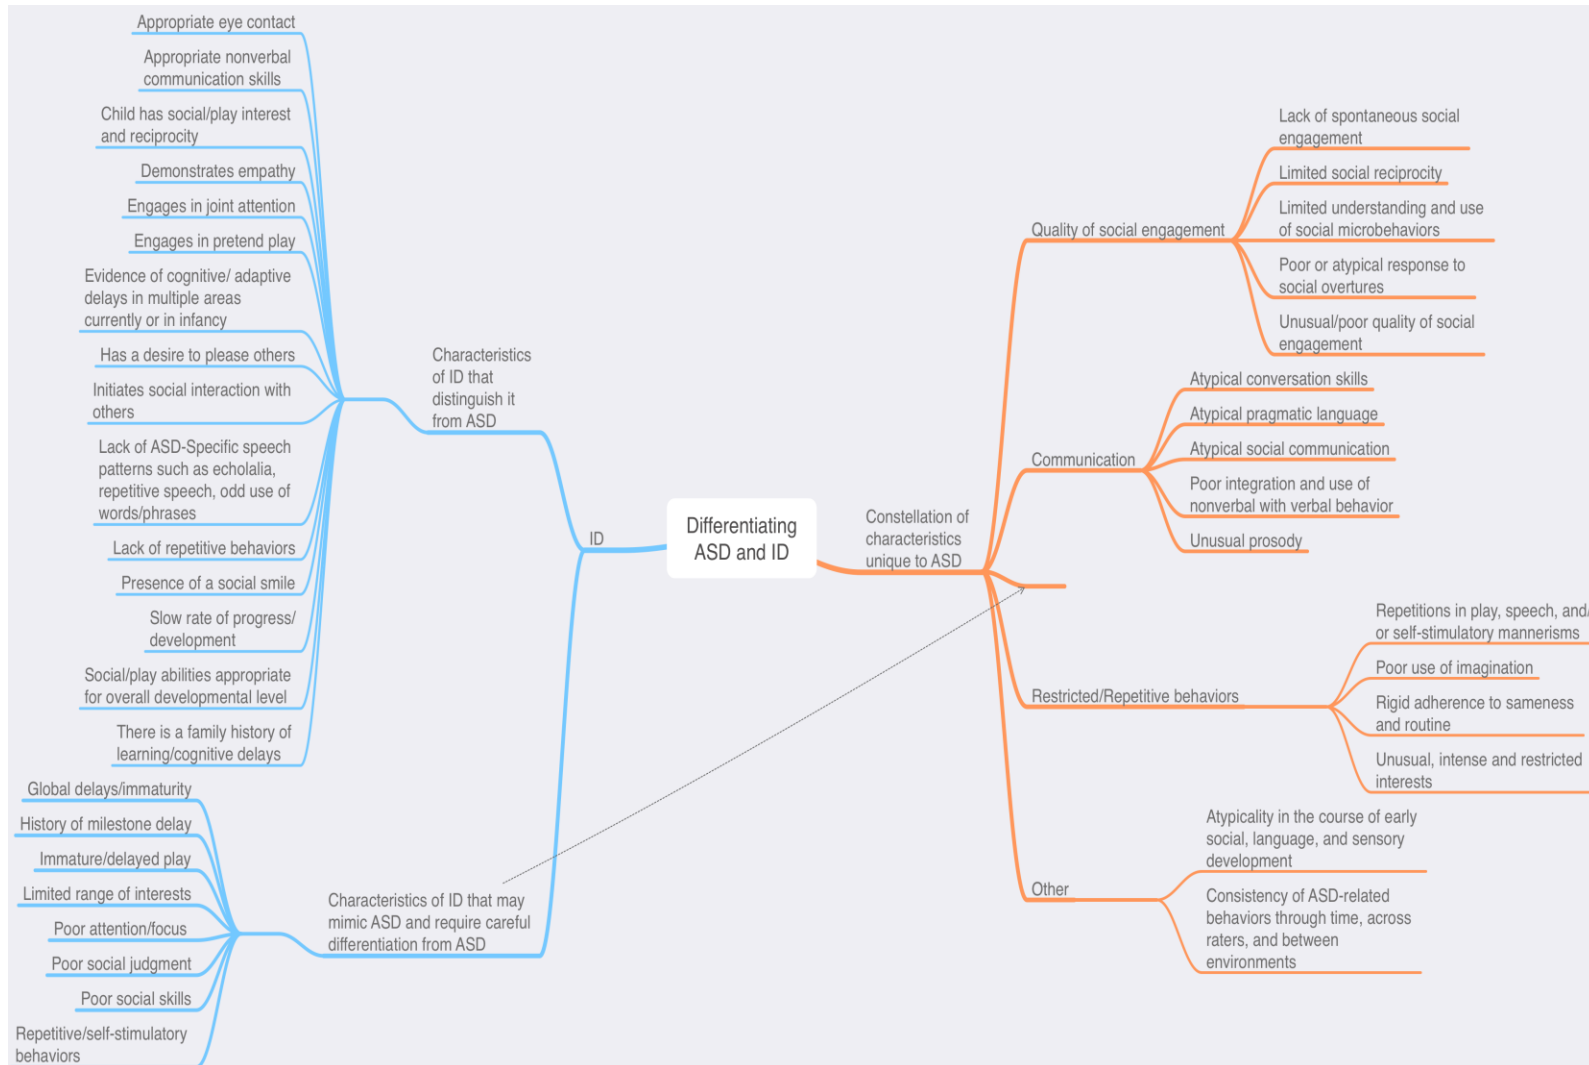 Appropriate eye contact
Appropriate nonverbal
communication skills
Child has social/play interest
and reciprocity
Demonstrates empathy
Engages in joint attention
Engages in pretend play
Evidence of cognitive/ adaptive
delays in multiple areas
currently or in infancy
Has a desire to please others
Initiates social interaction with
others
Lack of ASD-Specific speech
patterns such as echolalia,
repetitive speech, odd use of
words/phrases
Lack of repetitive behaviors
Presence of a social smile
Slow rate of progress/
development
Social/play abilities appropriate
for overall developmental level
There is a family history of
learning/cognitive delays
Characteristics
of ID that
distinguish it
from ASD
Global delays/immaturity
History of milestone delay
Immature/delayed play
Limited range of interests
Poor attention/focus
Poor social judgment
Poor social skills
Repetitive/self-stimulatory
behaviors
Characteristics of ID that may
mimic ASD and require careful
differentiation from ASD
ID
Differentiating
ASD and ID
Constellation of
characteristics
unique to ASD
Quality of social engagement
Lack of spontaneous social
engagement
Limited social reciprocity
Limited understanding and use
of social microbehaviors
Poor or atypical response to
social overtures
Unusual/poor quality of social
engagement
Communication
Atypical conversation skills
Atypical pragmatic language
Atypical social communication
Poor integration and use of
nonverbal with verbal behavior
Unusual prosody
Restricted/Repetitive behaviors
Repetitions in play, speech, and/
or self-stimulatory mannerisms
Poor use of imagination
Rigid adherence to sameness
and routine
Unusual, intense and restricted
interests
Other
Atypicality in the course of early
social, language, and sensory
development
Consistency of ASD-related
behaviors through time, across
raters, and between
environments